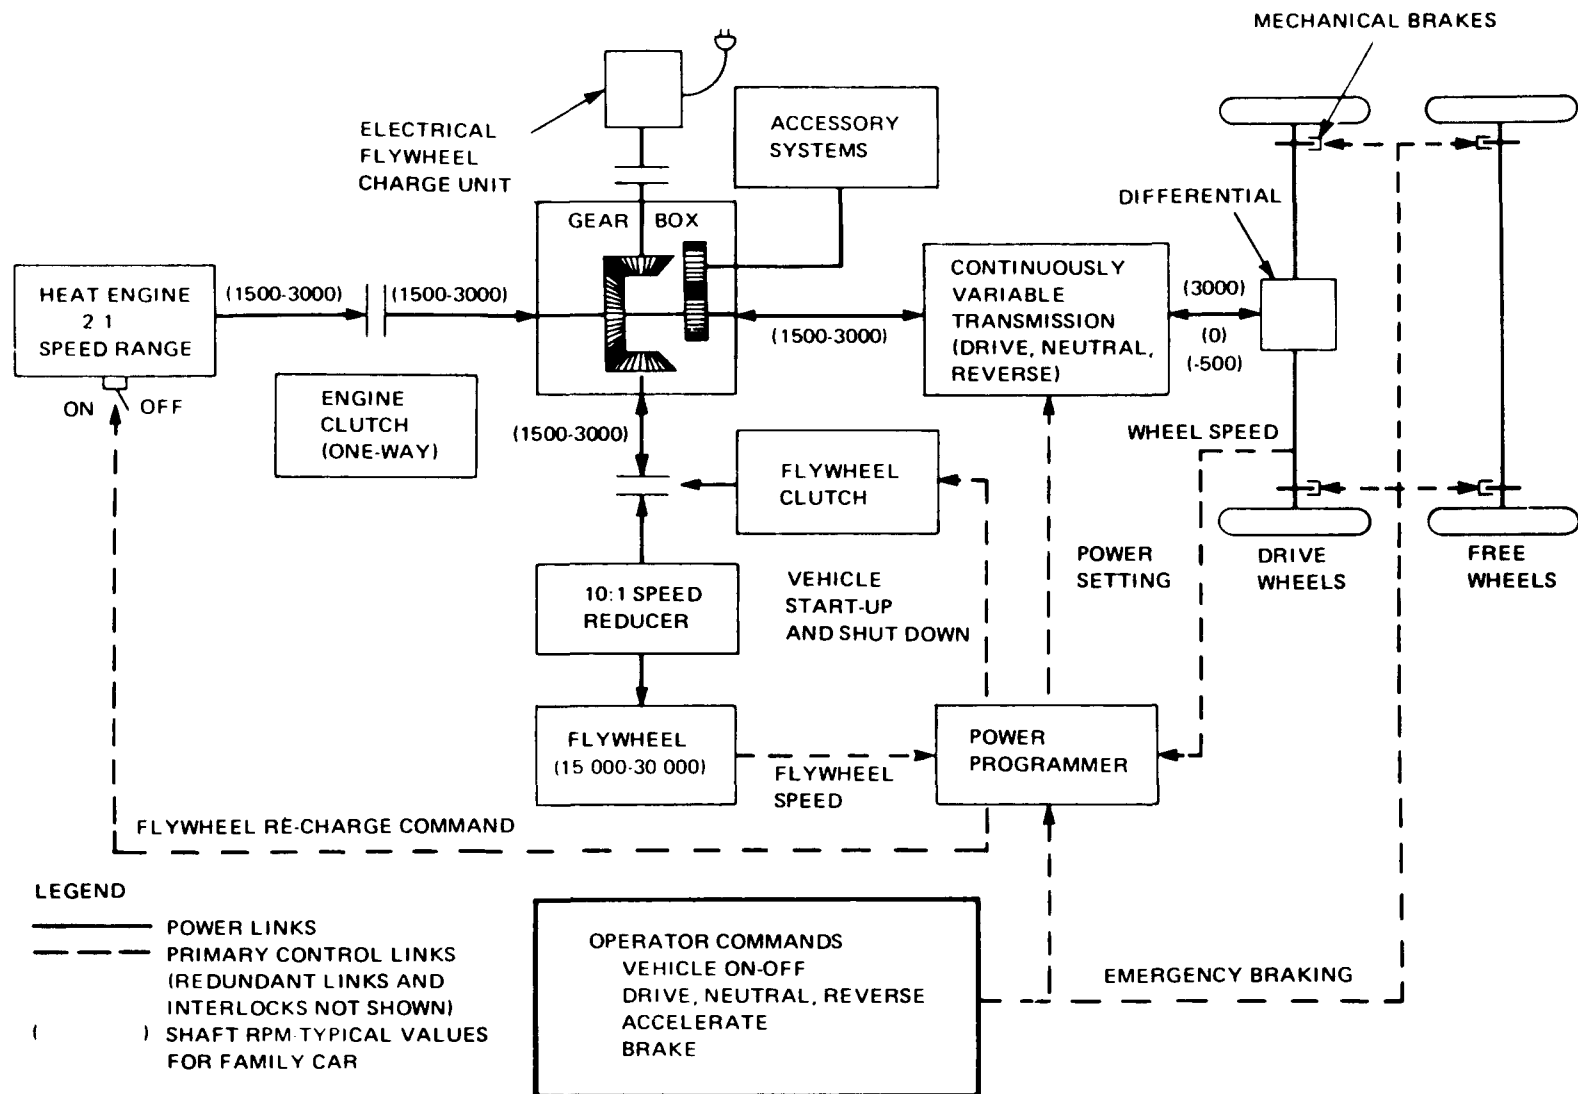 MECHANICAL BRAKES
ELECTRICAL
FLYWHEEL
CHARGE UNIT
ACCESSORY
SYSTEMS
GEAR BOX
DIFFERENTIAL
HEAT ENGINE
2 1
SPEED RANGE
(1500-3000)
(1500-3000)
(1500-3000)
CONTINUOUSLY
VARIABLE
TRANSMISSION
(DRIVE, NEUTRAL,
REVERSE)
(3000)
(0)
(-500)
ON OFF
ENGINE
CLUTCH
(ONE-WAY)
(1500-3000)
FLYWHEEL
CLUTCH
WHEEL SPEED
10:1 SPEED
REDUCER
VEHICLE
START-UP
AND SHUT DOWN
POWER
SETTING
DRIVE
WHEELS
FREE
WHEELS
FLYWHEEL
(15 000-30 000)
FLYWHEEL
SPEED
POWER
PROGRAMMER
FLYWHEEL RE-CHARGE COMMAND
LEGEND
POWER LINKS
PRIMARY CONTROL LINKS
(REDUNDANT LINKS AND
INTERLOCKS NOT SHOWN)
( ) SHAFT RPM-TYPICAL VALUES
FOR FAMILY CAR
OPERATOR COMMANDS
VEHICLE ON-OFF
DRIVE, NEUTRAL, REVERSE
ACCELERATE
BRAKE
EMERGENCY BRAKING